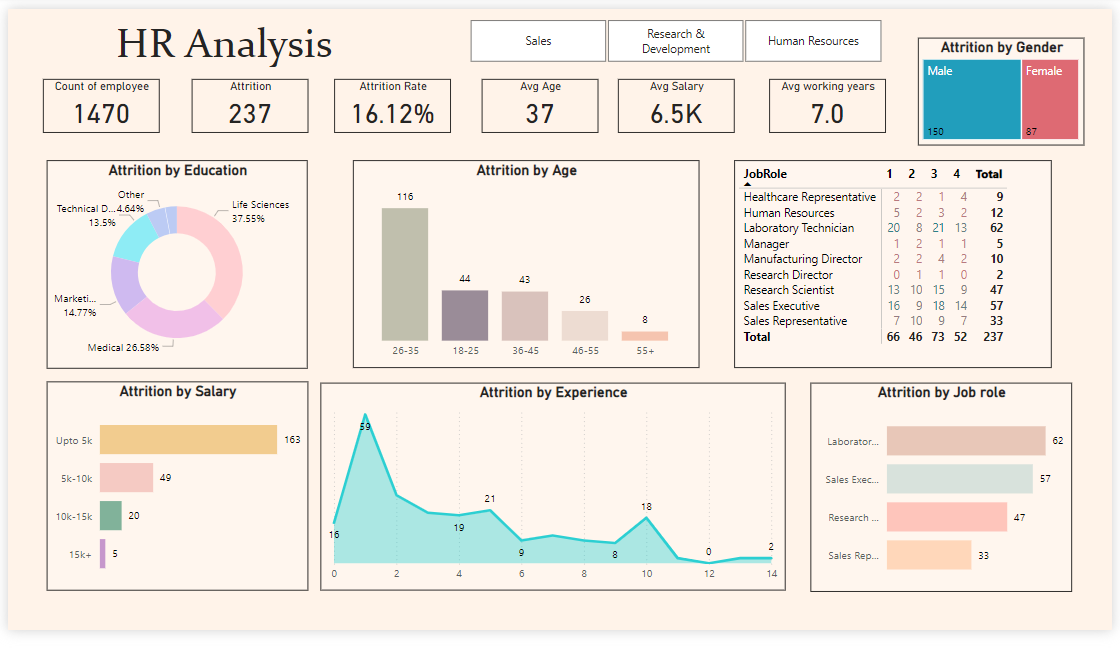 HR Analysis
Sales
Research &
Development
Human Resources
Count of employee
1470
Attrition
237
Attrition Rate
16.12%
Avg Age
37
Avg Salary
6.5K
Avg working years
7.0
Attrition by Gender
Male
Female
150
87
Attrition by Education
Other
4.64%
Technical D...
13.5%
Life Sciences
37.55%
Marketi...
14.77%
Medical 26.58%
Attrition by Age
116
44
43
26
8
26-35 18-25 36-45 46-55 55+
JobRole 1 2 3 4 Total
Healthcare Representative 2 2 1 4 9
Human Resources 5 2 3 2 12
Laboratory Technician 20 8 21 13 62
Manager 1 2 1 1 5
Manufacturing Director 2 2 4 2 10
Research Director 0 1 1 0 2
Research Scientist 13 10 15 9 47
Sales Executive 16 9 18 14 57
Sales Representative 7 10 9 7 33
Total 66 46 73 52 237
Attrition by Salary
Upto 5k 163
5k-10k 49
10k-15k 20
15k+ 5
Attrition by Experience
59
16
19
21
9
8
18
0
2
0 2 4 6 8 10 12 14
Attrition by Job role
Laborator... 62
Sales Exec... 57
Research ... 47
Sales Rep... 33